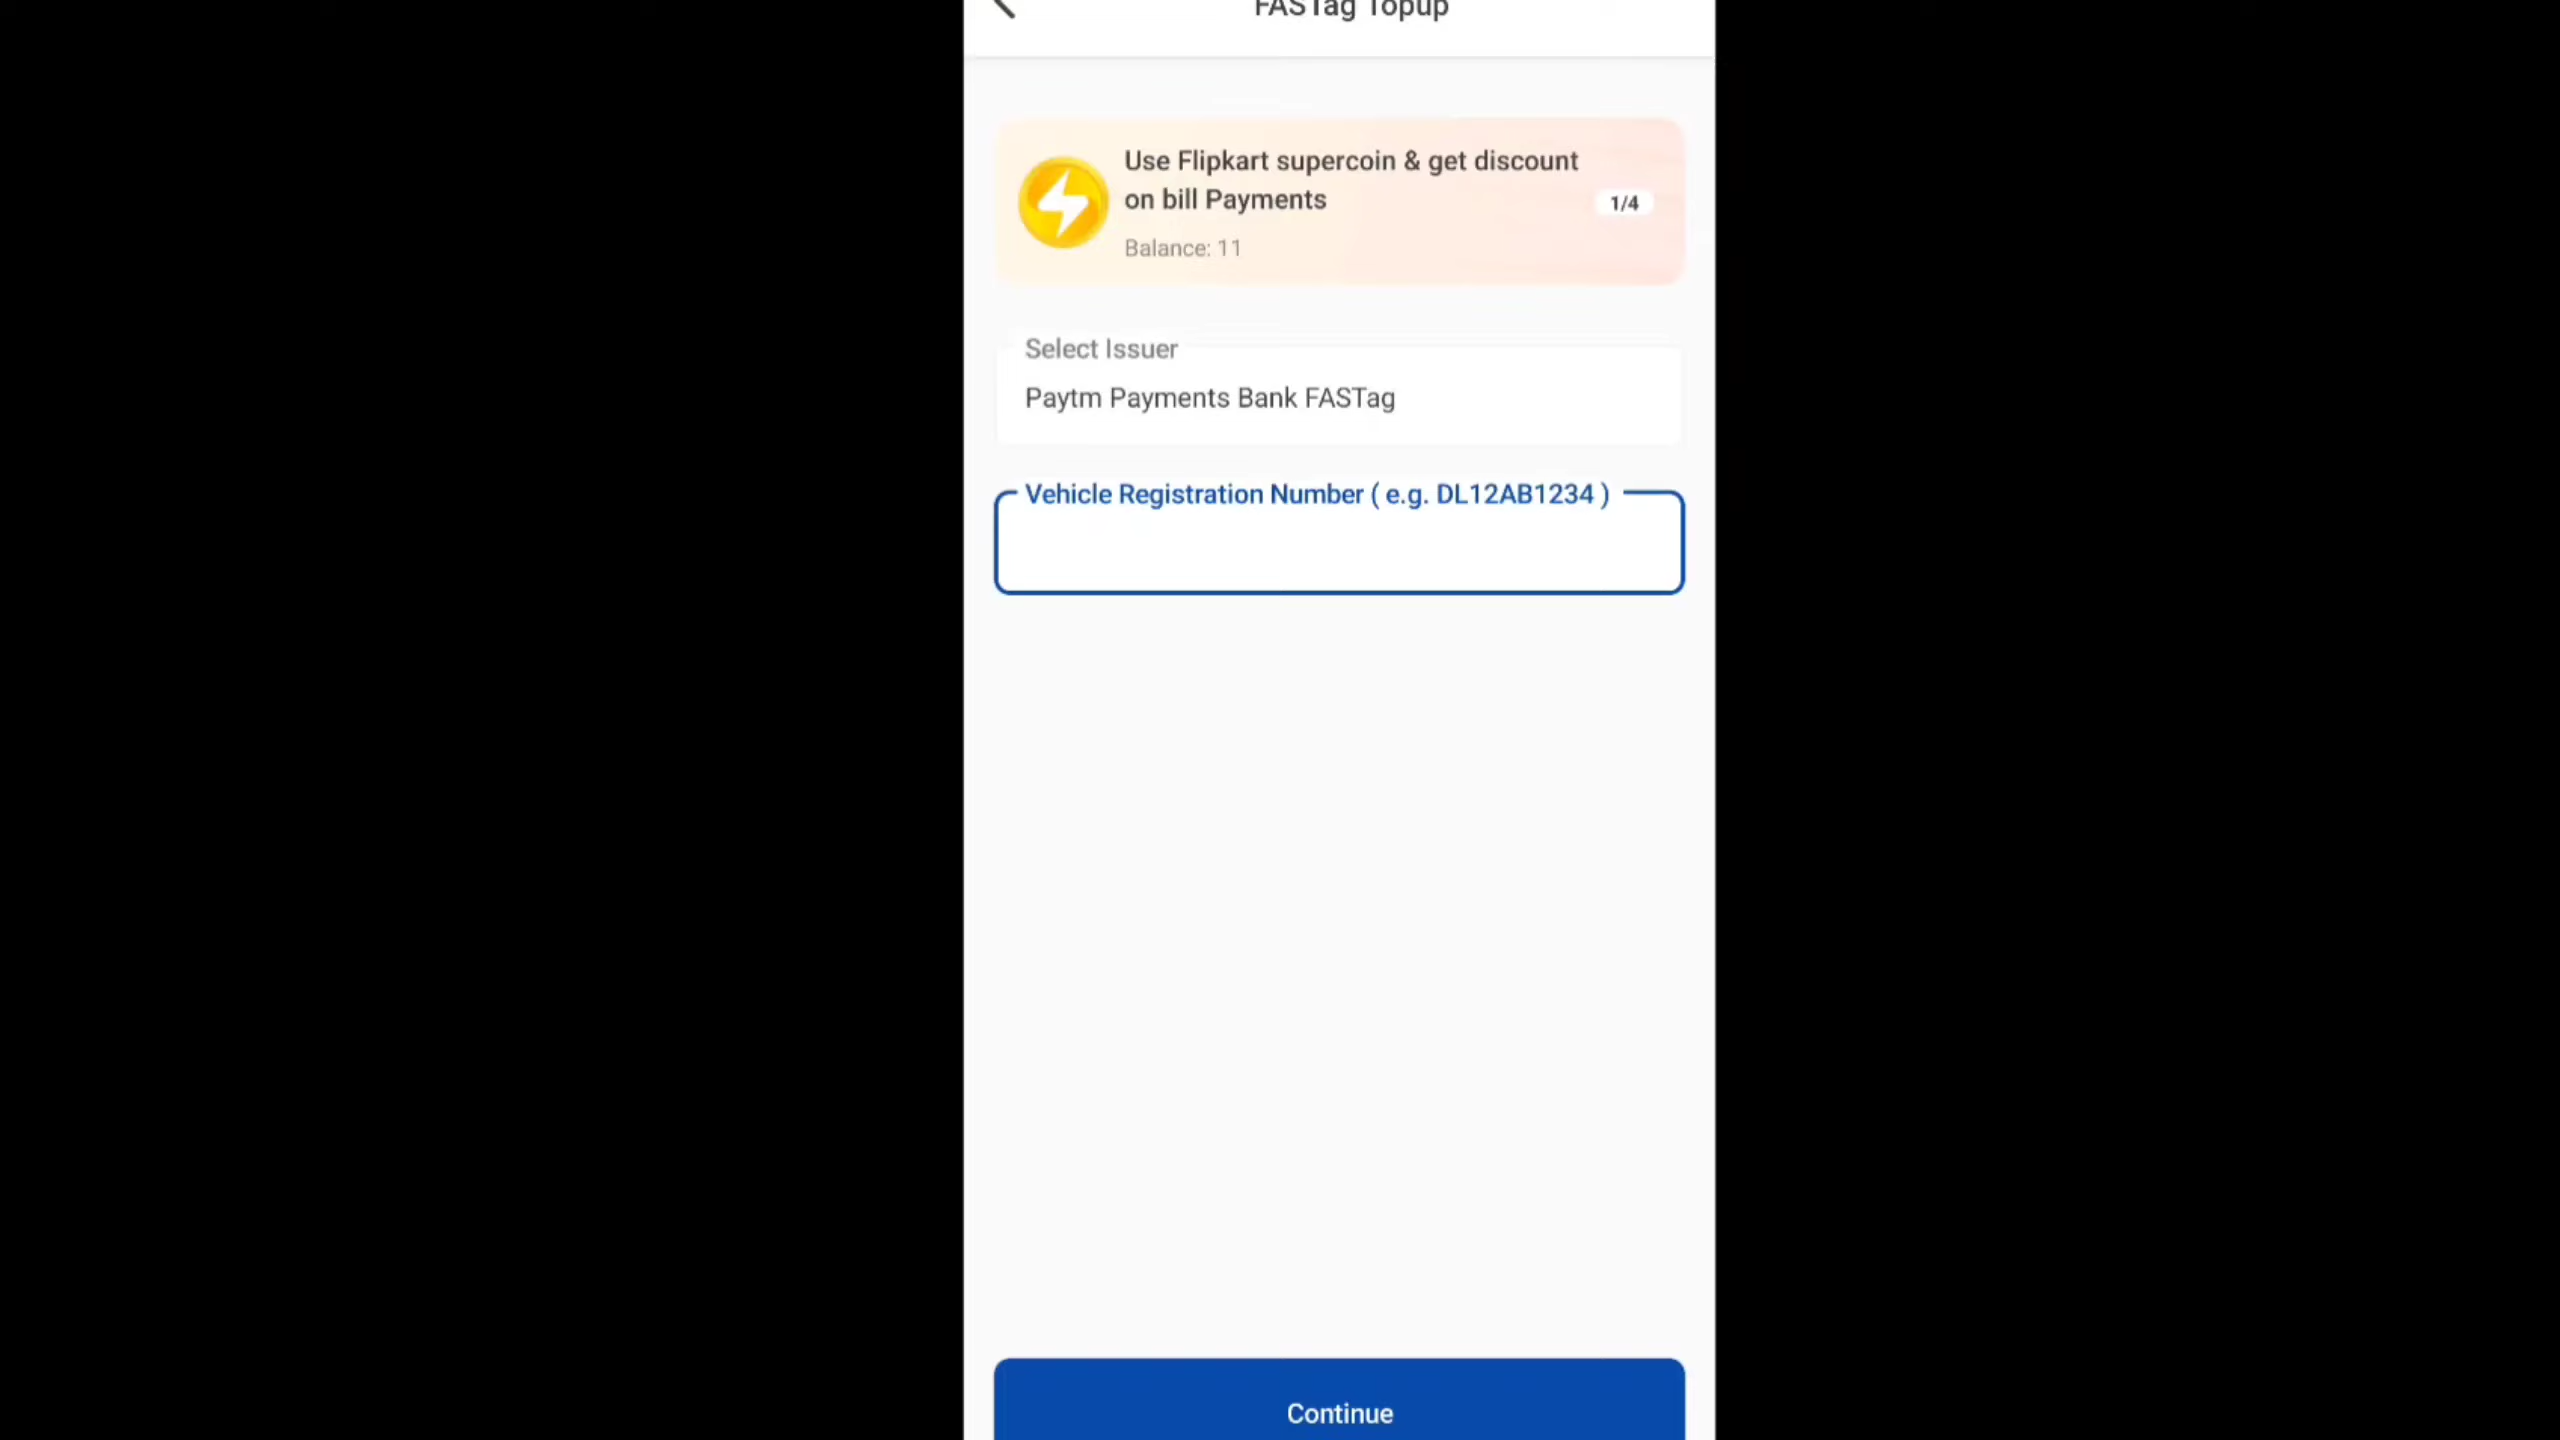 FASTag Topup
Use Flipkart supercoin & get discount
on bill Payments
1/4
Balance: 11
Select Issuer
Paytm Payments Bank FASTag
Vehicle Registration Number ( e.g. DL12AB1234 )
Continue